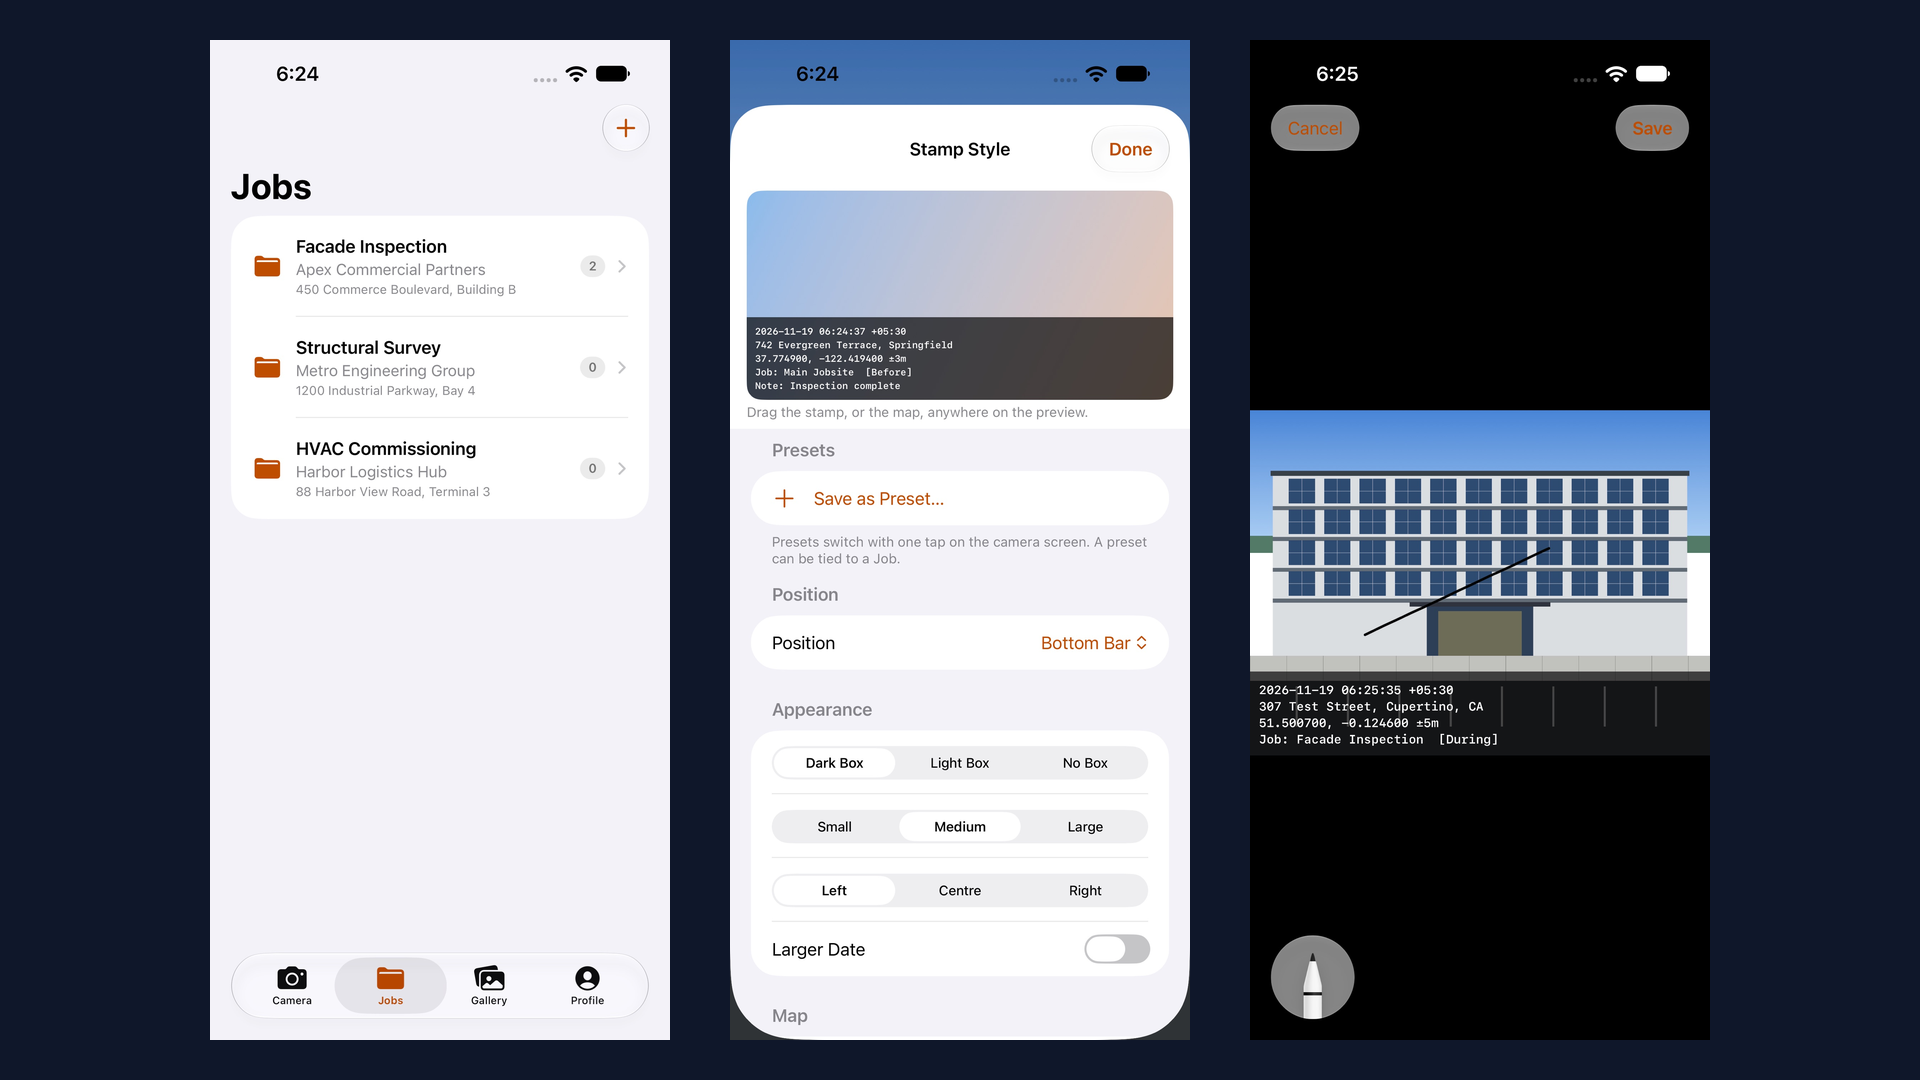 6:24
Jobs
Facade Inspection
Apex Commercial Partners
450 Commerce Boulevard, Building B
2
Structural Survey
Metro Engineering Group
1200 Industrial Parkway, Bay 4
0
HVAC Commissioning
Harbor Logistics Hub
88 Harbor View Road, Terminal 3
0
Camera
Jobs
Gallery
Profile
6:24
Stamp Style
Done
2026-11-19 06:24:37 +05:30
742 Evergreen Terrace, Springfield
37.774900, -122.419400 ±3m
Job: Main Jobsite [Before]
Note: Inspection complete
Drag the stamp, or the map, anywhere on the preview.
Presets
Save as Preset...
Presets switch with one tap on the camera screen. A preset
can be tied to a Job.
Position
Position Bottom Bar
Appearance
Dark Box Light Box No Box
Small Medium Large
Left Centre Right
Larger Date
Map
6:25
Cancel
Save
2026-11-19 06:25:35 +05:30
307 Test Street, Cupertino, CA
51.500700, -0.124600 ±5m
Job: Facade Inspection [During]